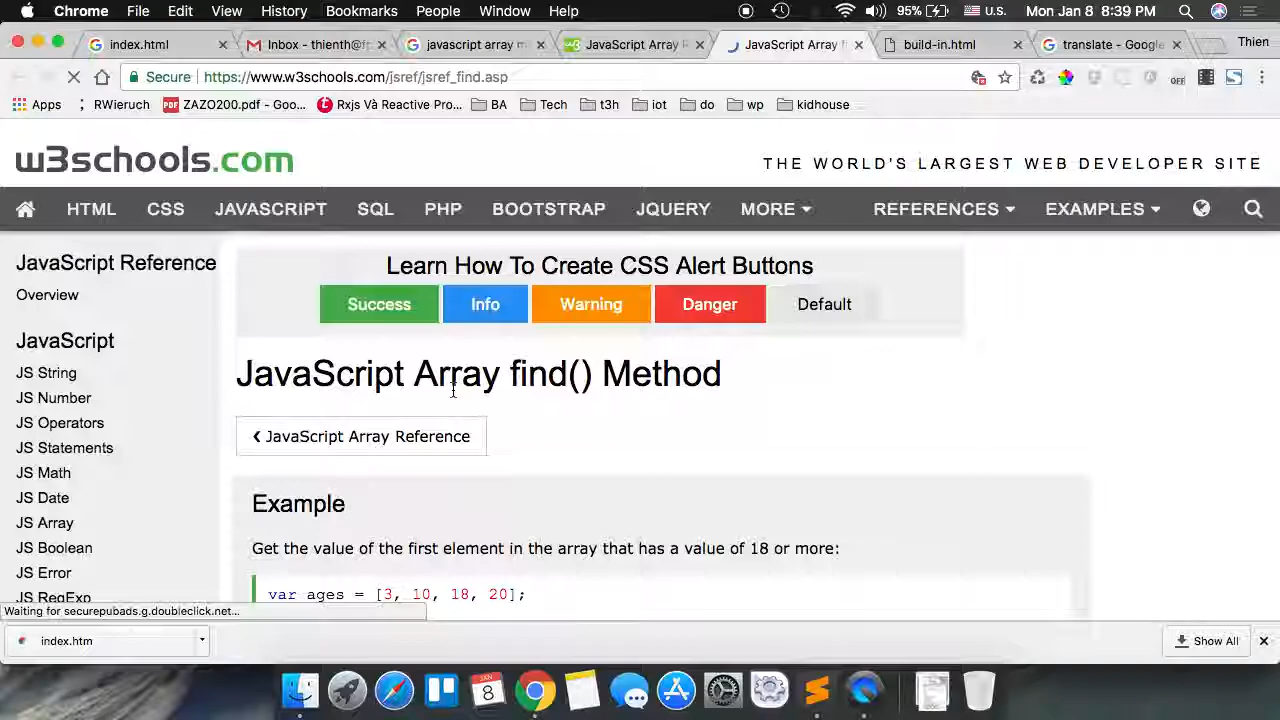 Chrome File Edit View History Bookmarks People Window Help 95% U.S. Mon Jan 8 8:39 PM
index.html Inbox - thienth@f javascript array m JavaScript Array JavaScript Array build-in.html translate - Google Thien
Secure https://www.w3schools.com/jsref/jsref_find.asp OFF
Apps RWieruch ZAZO200.pdf - Goo... Rxjs Và Reactive Pro... BA Tech t3h iot do wp kidhouse
w3schools.com
THE WORLD'S LARGEST WEB DEVELOPER SITE
HTML CSS JAVASCRIPT SQL PHP BOOTSTRAP JQUERY MORE REFERENCES EXAMPLES
JavaScript Reference
Overview
JavaScript
JS String
JS Number
JS Operators
JS Statements
JS Math
JS Date
JS Array
JS Boolean
JS Error
JS RegExp
Learn How To Create CSS Alert Buttons
Success Info Warning Danger Default
JavaScript Array find() Method
❮ JavaScript Array Reference
Example
Get the value of the first element in the array that has a value of 18 or more:
var ages = [3, 10, 18, 20];
Waiting for securepubads.g.doubleclick.net...
index.htm Show All
JAN
8